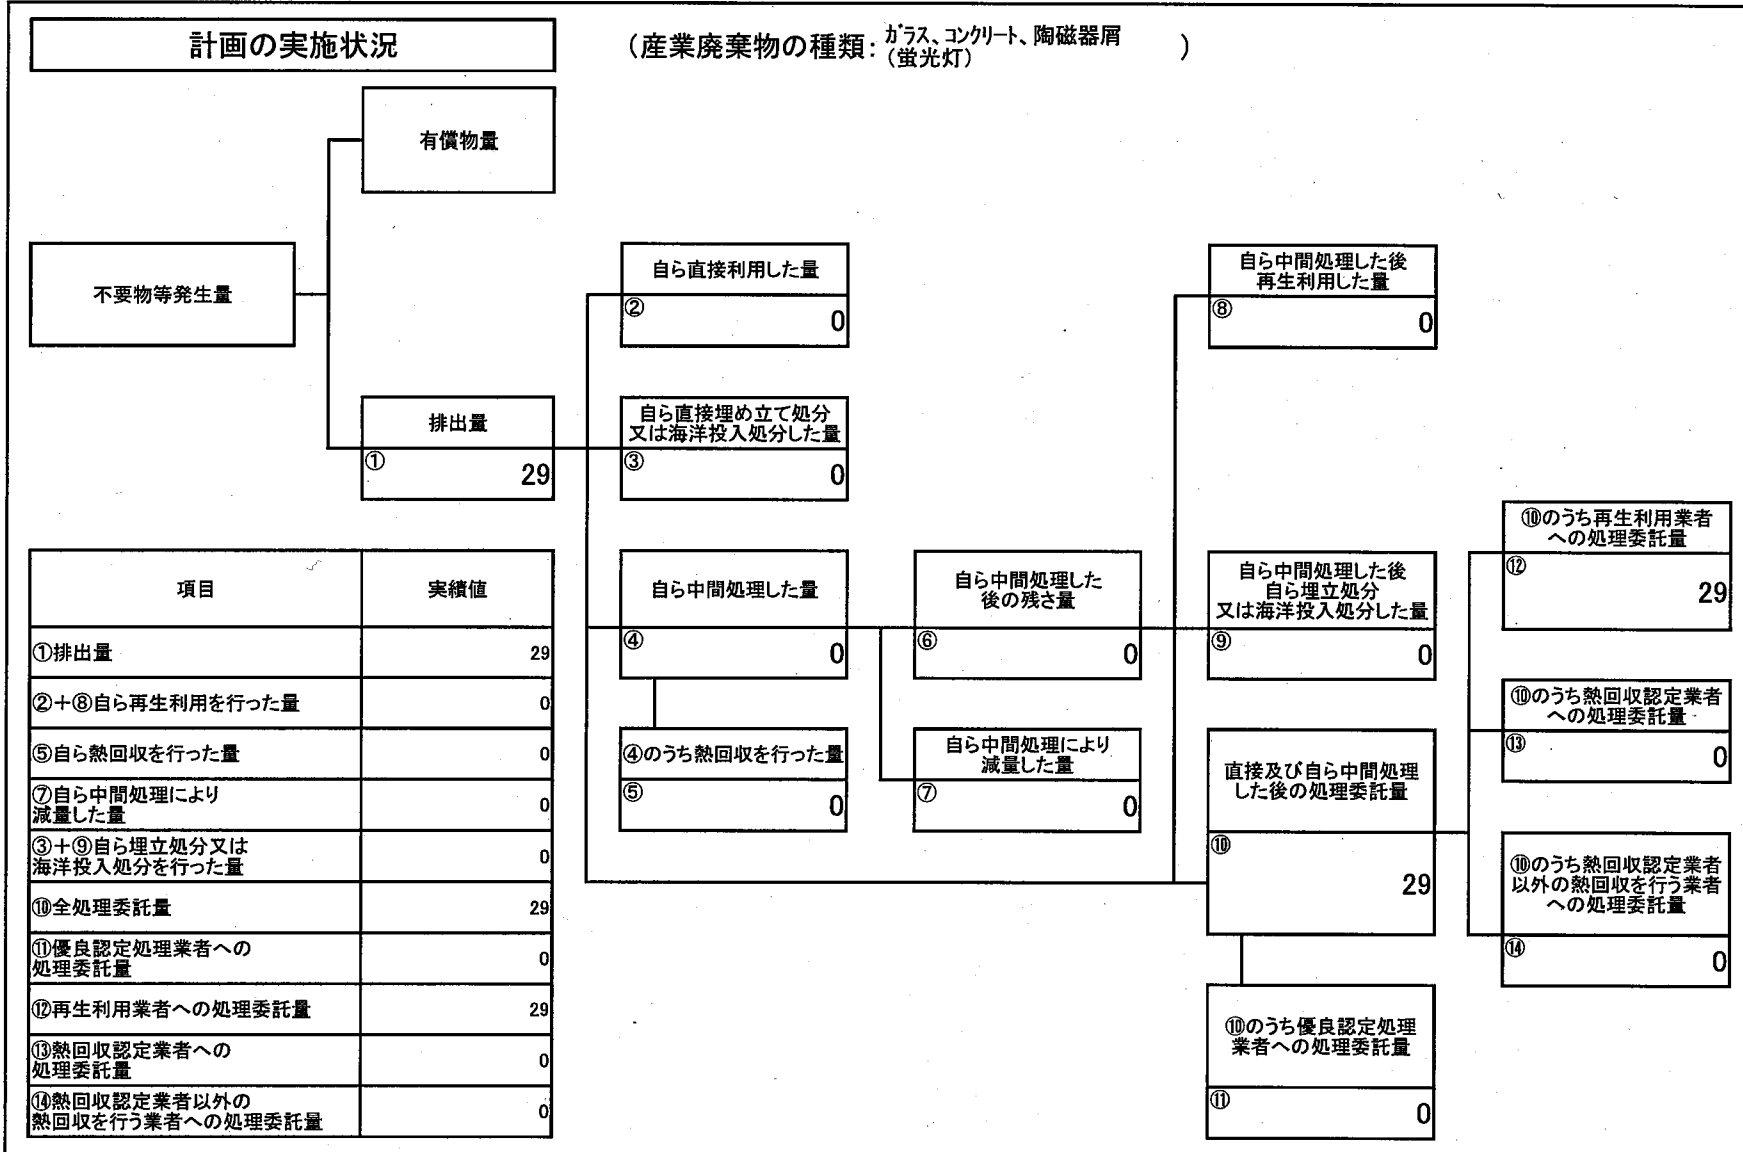 計画の実施状況
（産業廃棄物の種類：ガラス、コンクリート、陶磁器屑
（蛍光灯）
）
有償物量
不要物等発生量
排出量
①
29
自ら直接利用した量
②
0
自ら直接埋め立て処分
又は海洋投入処分した量
③
0
自ら中間処理した量
④
0
④のうち熱回収を行った量
⑤
0
自ら中間処理した
後の残さ量
⑥
0
自ら中間処理により
減量した量
⑦
0
自ら中間処理した後
再生利用した量
⑧
0
自ら中間処理した後
自ら埋立処分
又は海洋投入処分した量
⑨
0
直接及び自ら中間処理
した後の処理委託量
⑩
29
⑩のうち優良認定処理
業者への処理委託量
⑪
0
⑩のうち再生利用業者
への処理委託量
⑫
29
⑩のうち熱回収認定業者
への処理委託量
⑬
0
⑩のうち熱回収認定業者
以外の熱回収を行う業者
への処理委託量
⑭
0
項目 実績値
①排出量 29
②＋⑧自ら再生利用を行った量 0
⑤自ら熱回収を行った量 0
⑦自ら中間処理により
減量した量 0
③＋⑨自ら埋立処分又は
海洋投入処分を行った量 0
⑩全処理委託量 29
⑪優良認定処理業者への
処理委託量 0
⑫再生利用業者への処理委託量 29
⑬熱回収認定業者への
処理委託量 0
⑭熱回収認定業者以外の
熱回収を行う業者への処理委託量 0